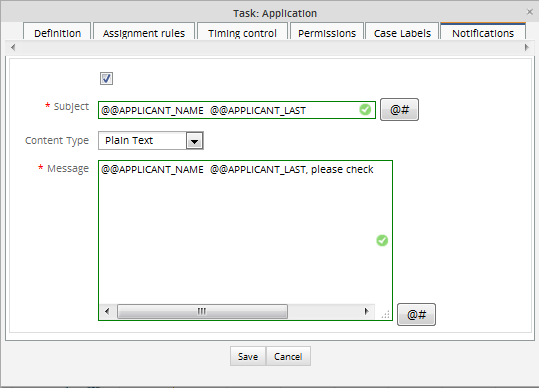 Task: Application
Definition Assignment rules Timing control Permissions Case Labels Notifications
* Subject @@APPLICANT_NAME @@APPLICANT_LAST @#
Content Type Plain Text
* Message @@APPLICANT_NAME @@APPLICANT_LAST, please check
@#
Save Cancel